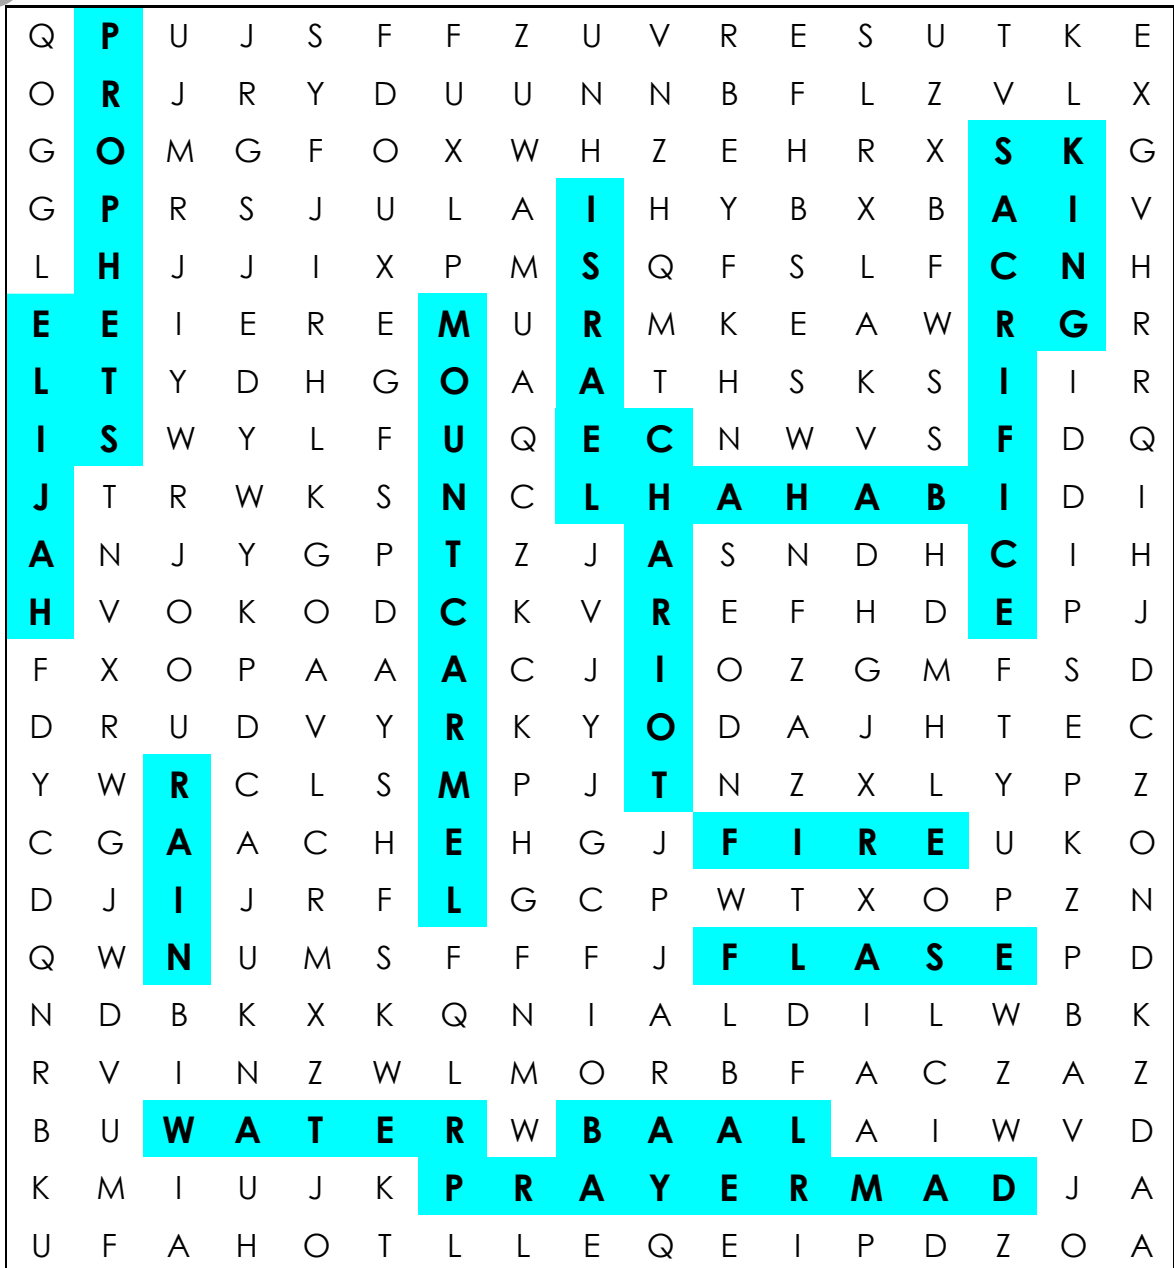 Q P U J S F F Z U V R E S U T K E
O R J R Y D U U N N B F L Z V L X
G O M G F O X W H Z E H R X S K G
G P R S J U L A I H Y B X B A I V
L H J J I X P M S Q F S L F C N H
E E I E R E M U R M K E A W R G R
L T Y D H G O A A T H S K S I I R
I S W Y L F U Q E C N W V S F D Q
J T R W K S N C L H A H A B I D I
A N J Y G P T Z J A S N D H C I H
H V O K O D C K V R E F H D E P J
F X O P A A A C J I O Z G M F S D
D R U D V Y R K Y O D A J H T E C
Y W R C L S M P J T N Z X L Y P Z
C G A A C H E H G J F I R E U K O
D J I J R F L G C P W T X O P Z N
Q W N U M S F F F J F L A S E P D
N D B K X K Q N I A L D I L W B K
R V I N Z W L M O R B F A C Z A Z
B U W A T E R W B A A L A I W V D
K M I U J K P R A Y E R M A D J A
U F A H O T L L E Q E I P D Z O A